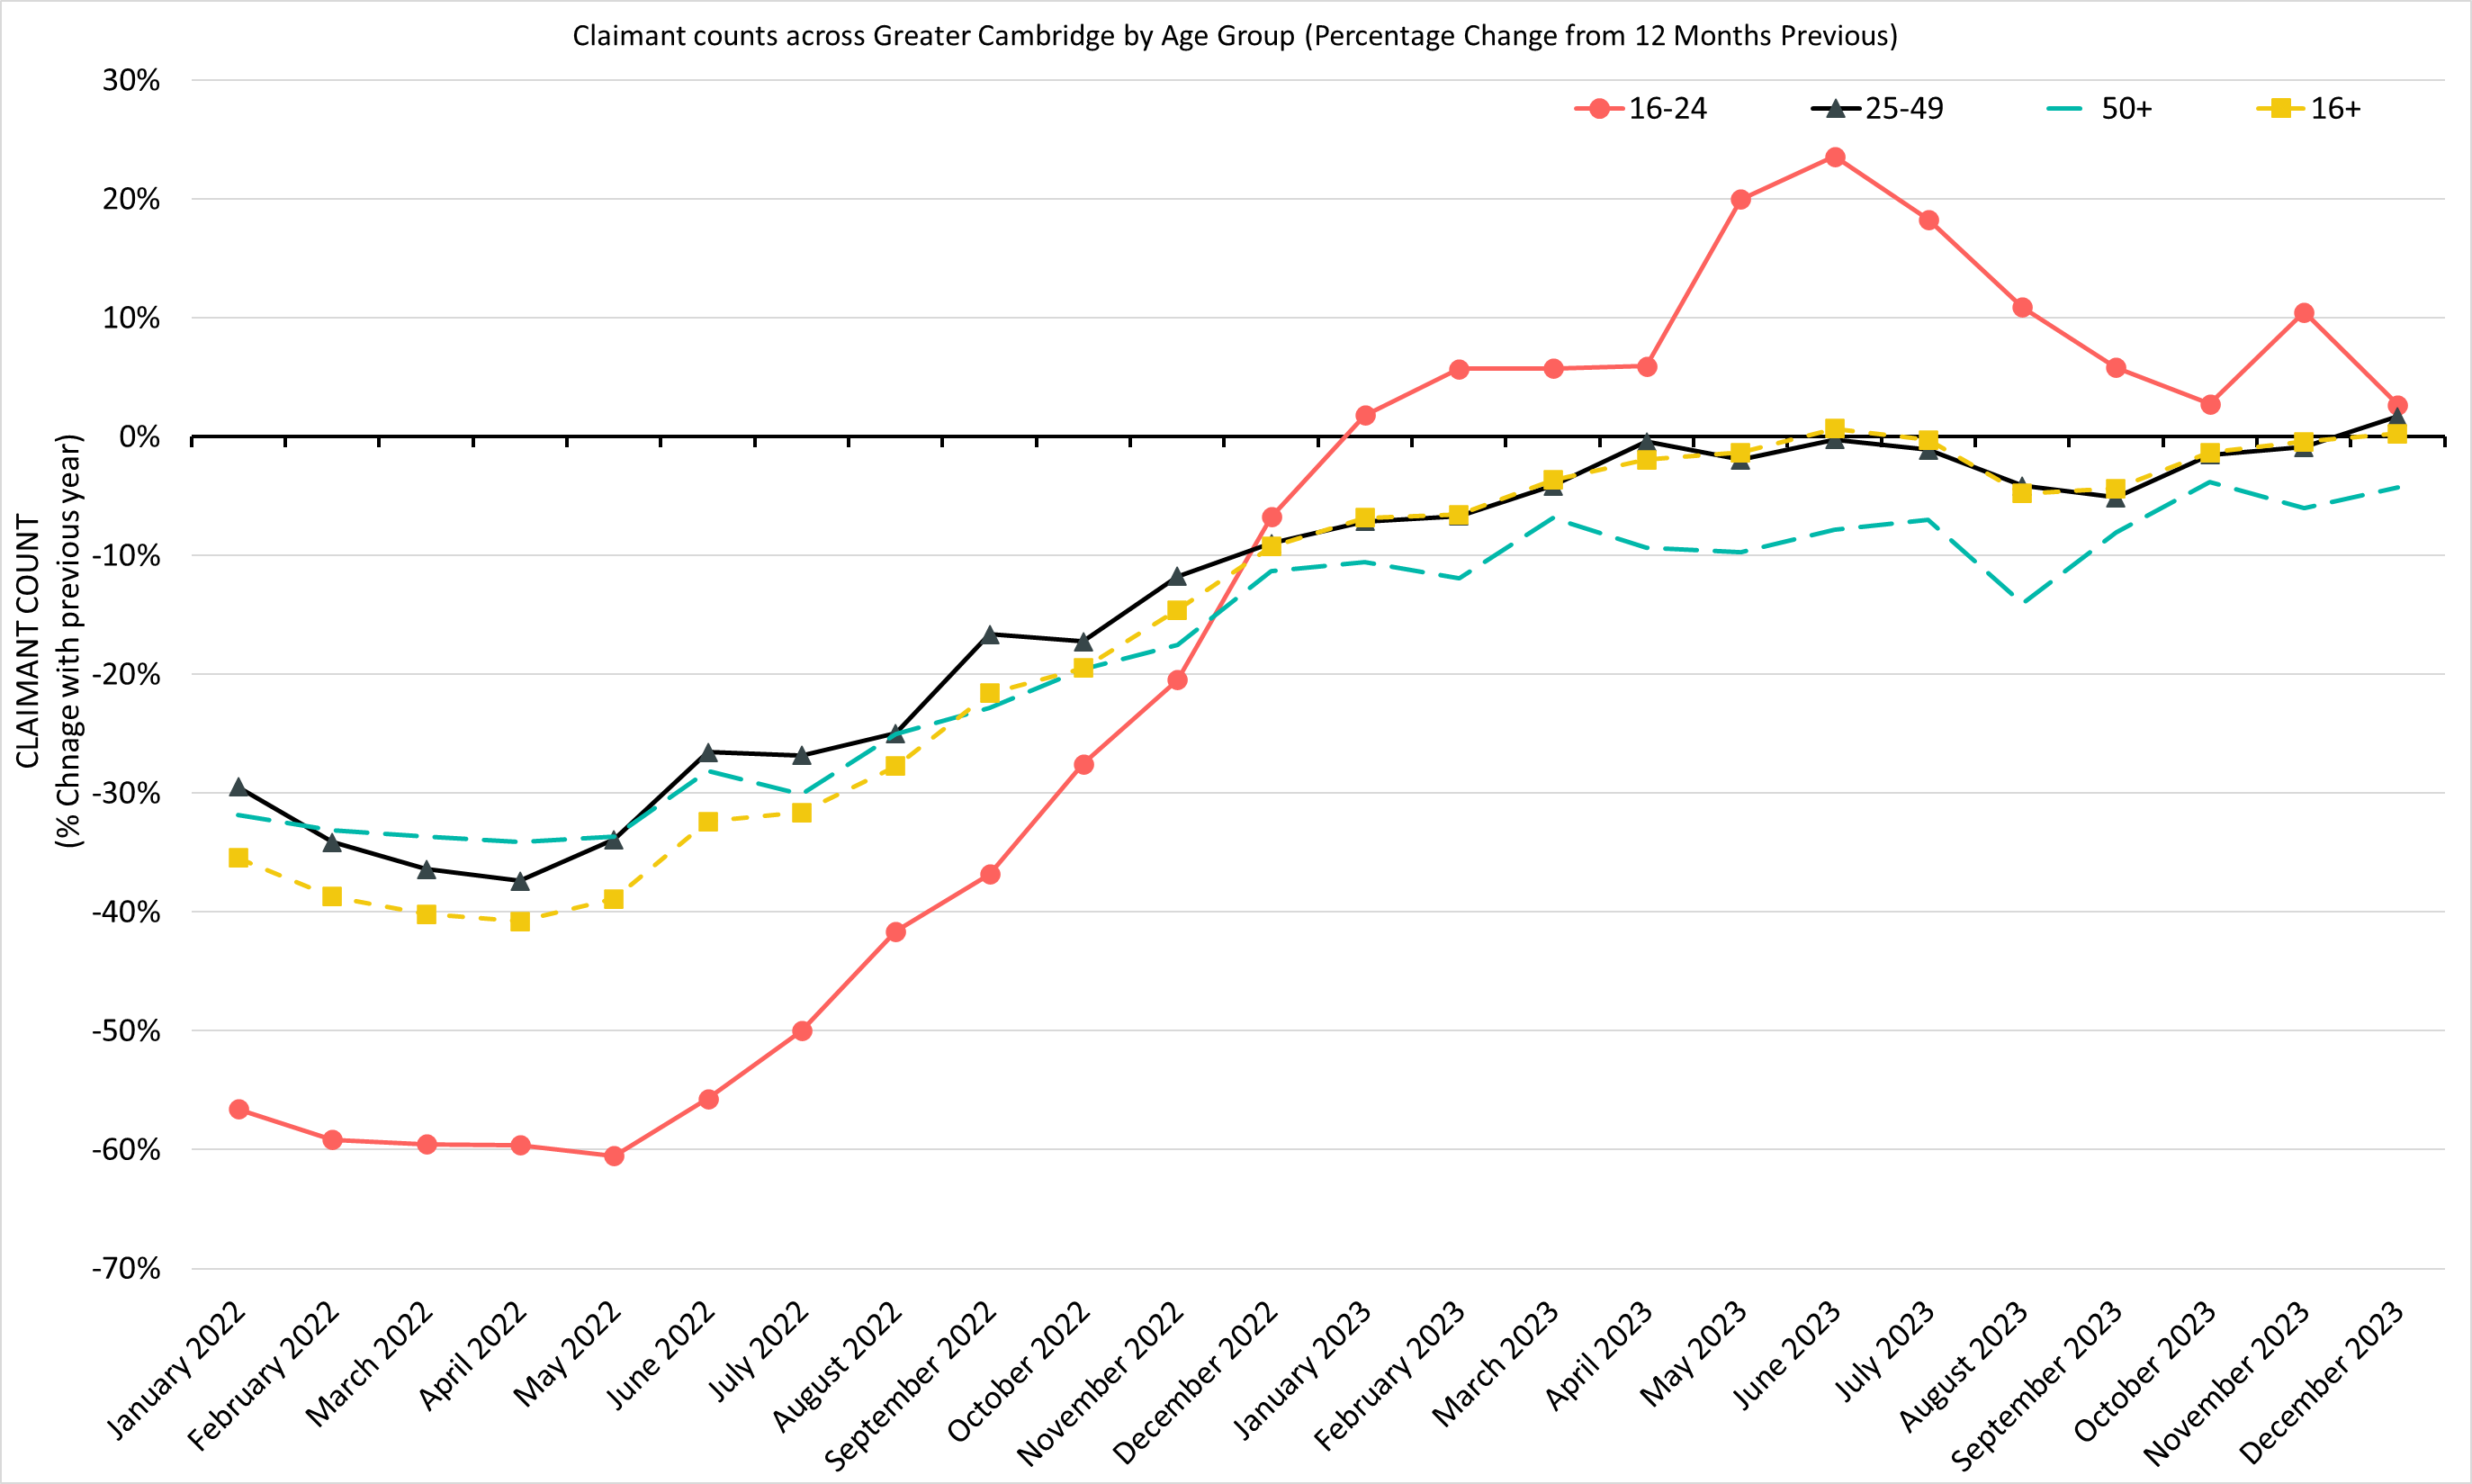 Claimant counts across Greater Cambridge by Age Group (Percentage Change from 12 Months Previous)
30%
20%
10%
0%
-10%
-20%
-30%
-40%
-50%
-60%
-70%
16-24
25-49
50+
16+
CLAIMANT COUNT
(% Chnage with previous year)
January 2022
February 2022
March 2022
April 2022
May 2022
June 2022
July 2022
August 2022
September 2022
October 2022
November 2022
December 2022
January 2023
February 2023
March 2023
April 2023
May 2023
June 2023
July 2023
August 2023
September 2023
October 2023
November 2023
December 2023